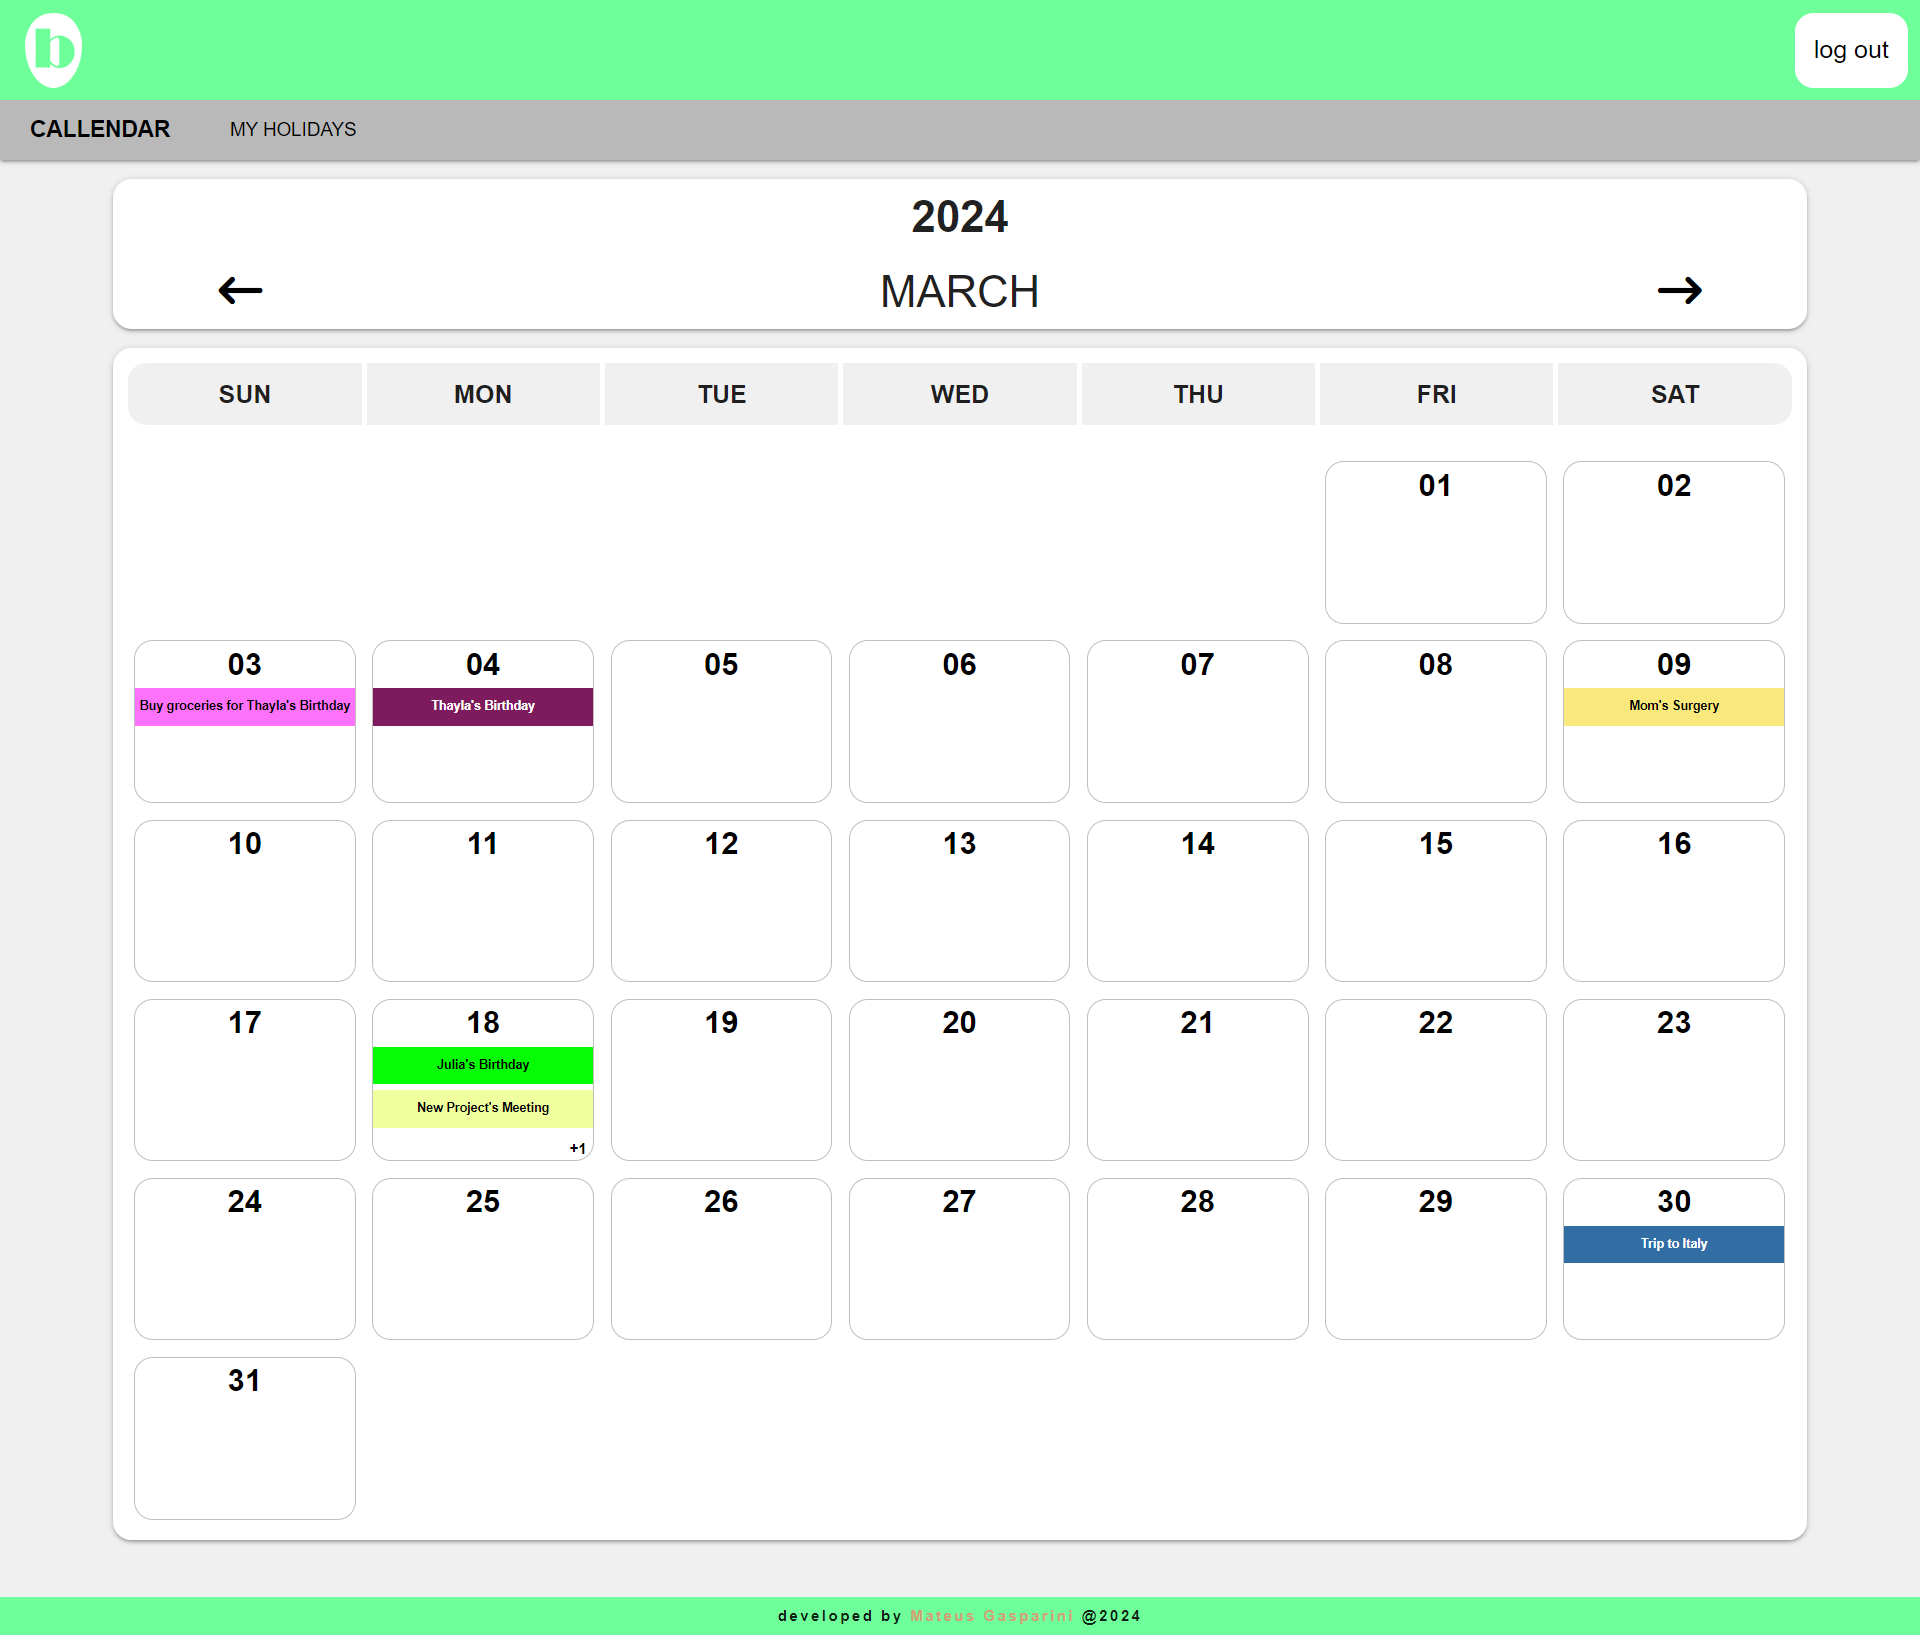 b
log out
CALLENDAR
MY HOLIDAYS
2024
MARCH
SUN MON TUE WED THU FRI SAT
01 02
03 04 05 06 07 08 09
Buy groceries for Thayla's Birthday Thayla's Birthday Mom's Surgery
10 11 12 13 14 15 16
17 18 19 20 21 22 23
Julia's Birthday
New Project's Meeting
+1
24 25 26 27 28 29 30
Trip to Italy
31
developed by Mateus Gasparini @2024